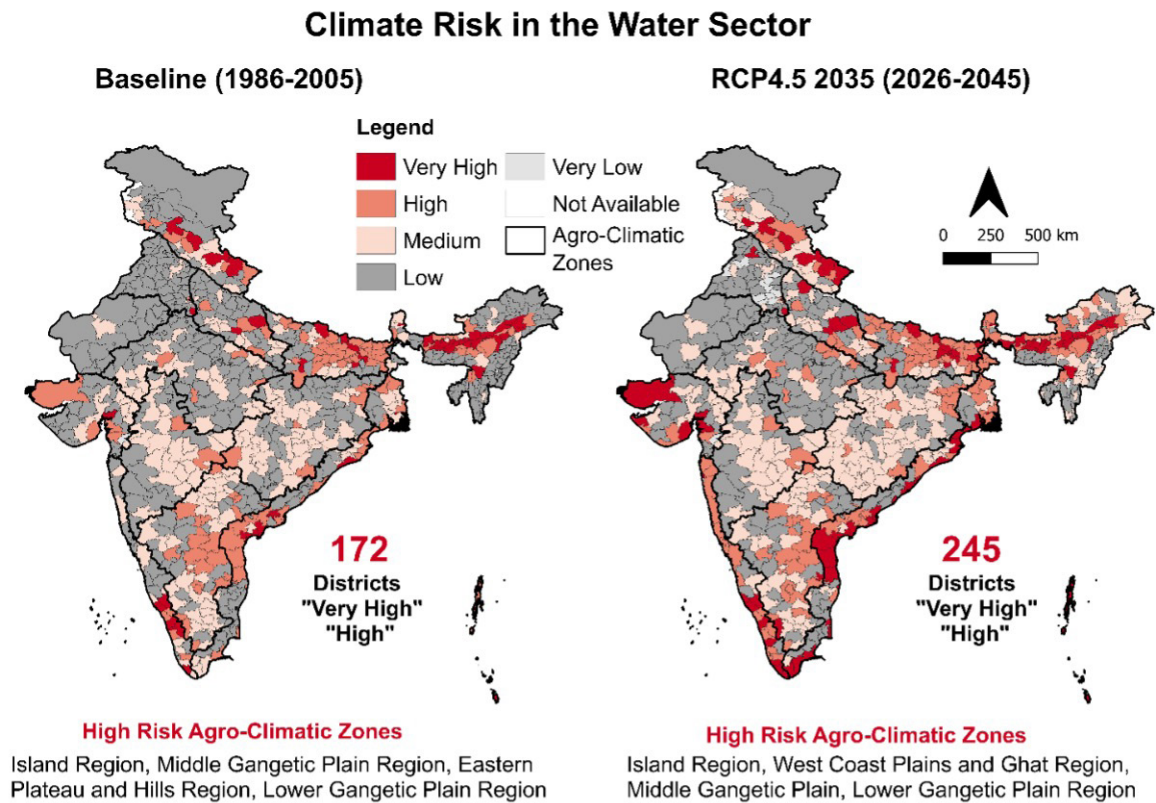 Climate Risk in the Water Sector
Baseline (1986-2005)
RCP4.5 2035 (2026-2045)
Legend
Very High
High
Medium
Low
Very Low
Not Available
Agro-Climatic
Zones
0 250 500 km
172
Districts
"Very High"
"High"
245
Districts
"Very High"
"High"
High Risk Agro-Climatic Zones
Island Region, Middle Gangetic Plain Region, Eastern
Plateau and Hills Region, Lower Gangetic Plain Region
High Risk Agro-Climatic Zones
Island Region, West Coast Plains and Ghat Region,
Middle Gangetic Plain, Lower Gangetic Plain Region